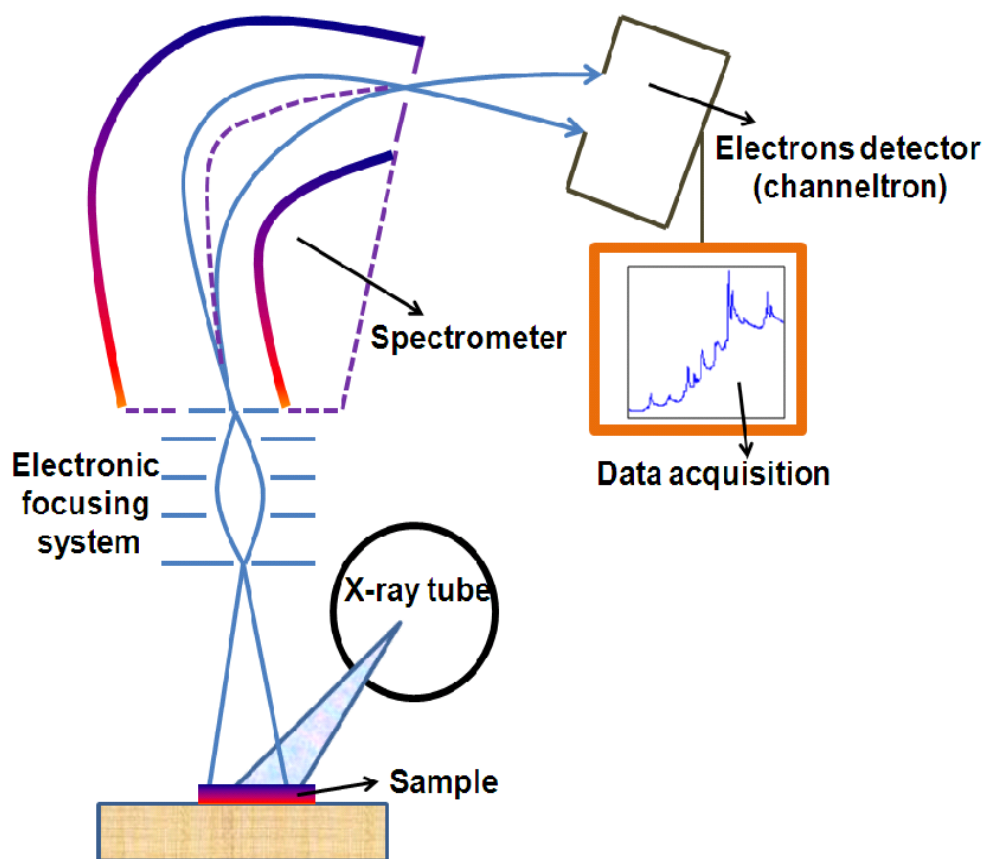 Electrons detector
(channeltron)
Spectrometer
Electronic
focusing
system
Data acquisition
X-ray tube
Sample